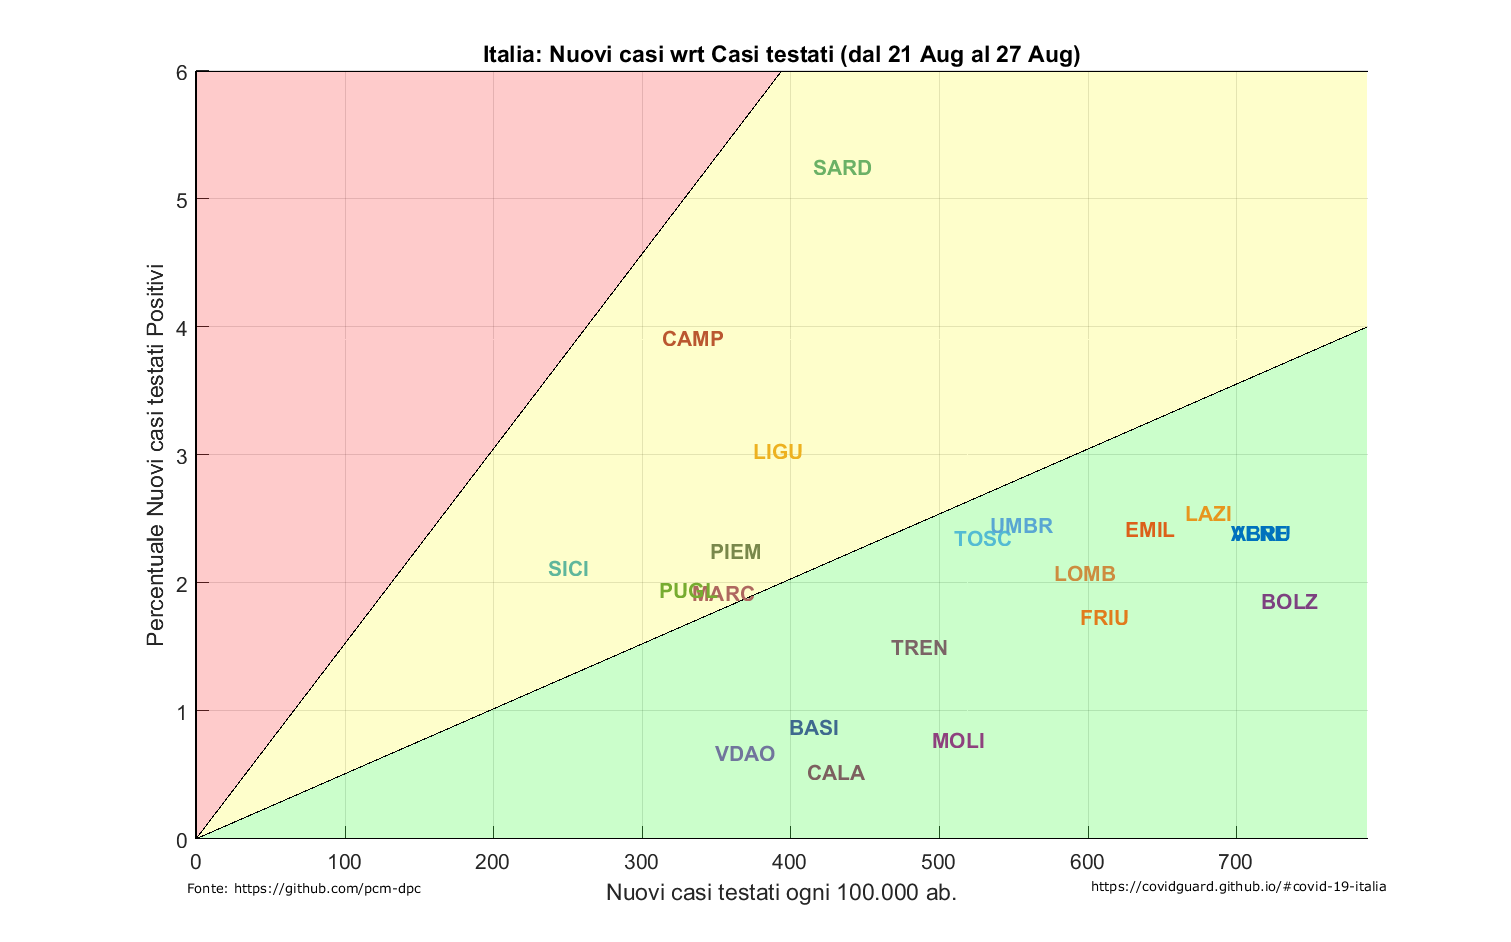 Italia: Nuovi casi wrt Casi testati (dal 21 Aug al 27 Aug)
6
5
4
3
2
1
0
Percentuale Nuovi casi testati Positivi
SARD
CAMP
LIGU
LAZI
UMBR
EMIL
TOSC
PIEM
SICI
LOMB
PUGL
MARC
BOLZ
FRIU
TREN
BASI
MOLI
VDAO
CALA
0 100 200 300 400 500 600 700
Nuovi casi testati ogni 100.000 ab.
Fonte: https://github.com/pcm-dpc
https://covidguard.github.io/#covid-19-italia